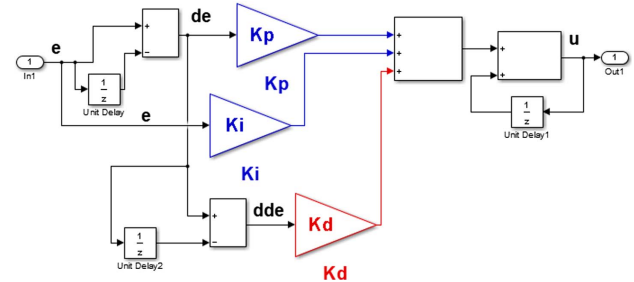 de
e
+
−
Kp
+
+
+
+
+
u
1
In1
1
Out1
1
z
Unit Delay
Kp
1
z
Unit Delay1
e
Ki
Ki
+
−
dde
Kd
1
z
Unit Delay2
Kd